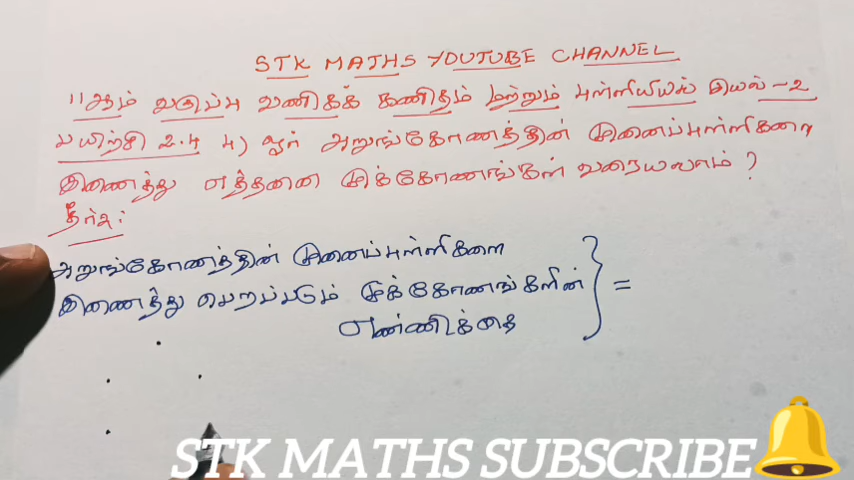 STK MATHS YOUTUBE CHANNEL
11ஆம் வகுப்பு வணிகக் கணிதம் மற்றும் புள்ளியியல் இயல் - 2
பயிற்சி 2.4 4) ஓர் அறுங்கோணத்தின் முனைப்புள்ளிகளை
இணைத்து எத்தனை முக்கோணங்கள் வரையலாம் ?
தீர்வு :
அறுங்கோணத்தின் முனைப்புள்ளிகளை
இணைத்து பெறப்படும் முக்கோணங்களின் } =
எண்ணிக்கை
STK MATHS SUBSCRIBE